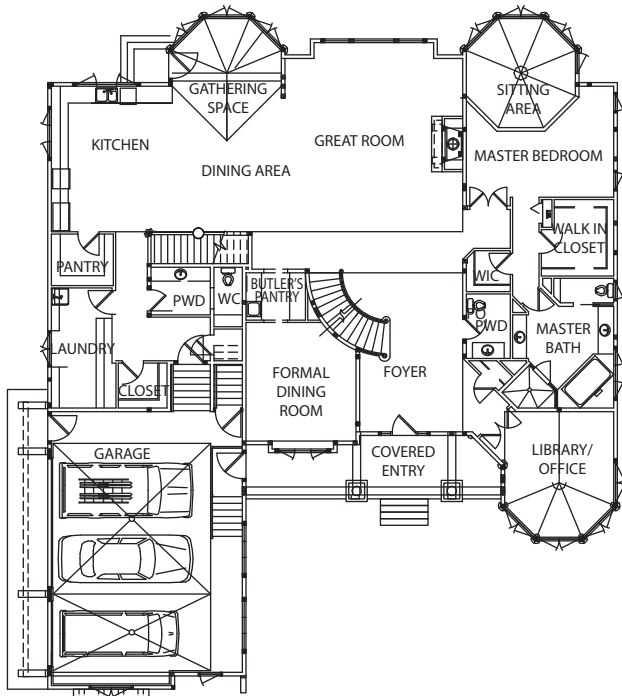 GATHERING
SPACE
SITTING
AREA
KITCHEN
GREAT ROOM
MASTER BEDROOM
DINING AREA
WALK IN
CLOSET
PANTRY
WIC
BUTLER'S
PANTRY
PWD
WC
PWD
LAUNDRY
MASTER
BATH
CLOSET
FORMAL
DINING
ROOM
FOYER
GARAGE
COVERED
ENTRY
LIBRARY/
OFFICE